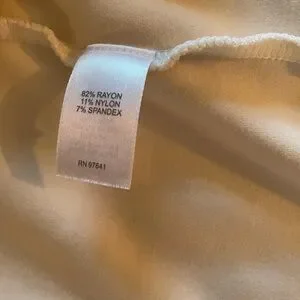 82% RAYON
11% NYLON
7% SPANDEX
RN 97641